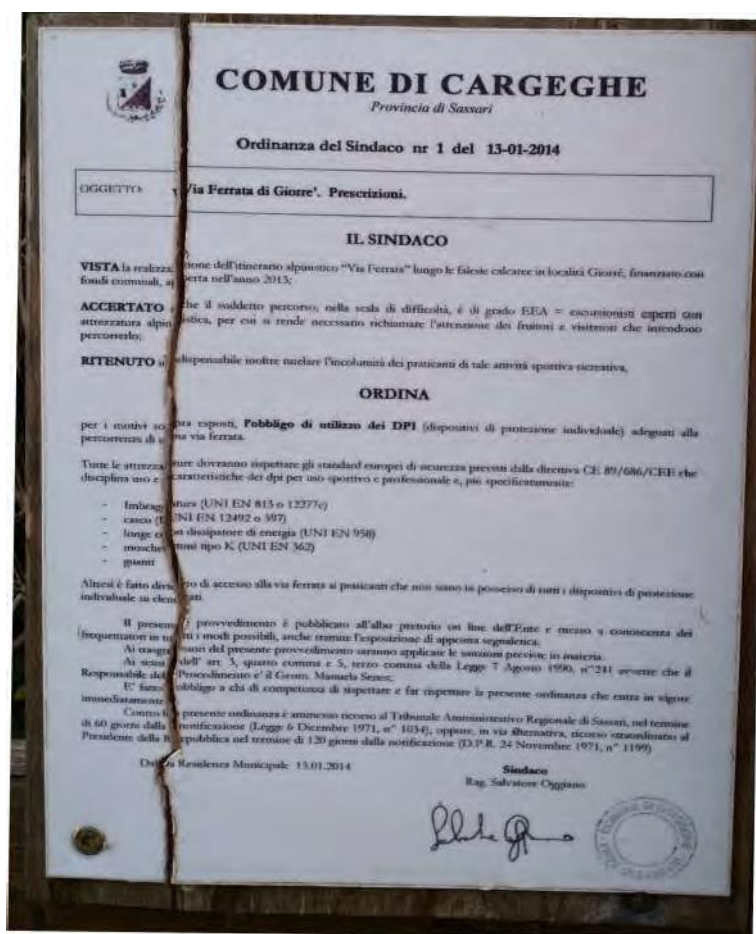 COMUNE DI CARGEGHE
Provincia di Sassari
Ordinanza del Sindaco nr 1 del 13-01-2014
OGGETTO: Via Ferrata di Giorre'. Prescrizioni.
IL SINDACO
VISTA la realizza ione dell'itinerario alpinistico "Via Ferrata" lungo le falesie calcaree in località Giorré, finanziato con
fondi comunali, ap erta nell'anno 2013;
ACCERTATO che il suddetto percorso, nella scala di difficoltà, è di grado EEA = escursionisti esperti con
attrezzatura alpin istica, per cui si rende necessario richiamare l'attenzione dei fruitori e visitatori che intendono
percorrerlo;
RITENUTO i dispensabile inoltre tutelare l'incolumità dei praticanti di tale attività sportiva ricreativa,
ORDINA
per i motivi so pra esposti, l'obbligo di utilizzo dei DPI (dispositivi di protezione individuale) adeguati alla
percorrenza di u na via ferrata.
Tutte le attrezza ture dovranno rispettare gli standard europei di sicurezza previsti dalla direttiva CE 89/686/CEE che
disciplina uso e caratteristiche dei dpi per uso sportivo e professionale e, più specificatamente:
- Imbrag atura (UNI EN 813 o 12277c)
- casco (UNI EN 12492 o 397)
- longe con dissipatore di energia (UNI EN 958)
- mosche ttoni tipo K (UNI EN 362)
- guanti
Altresì è fatto divieto di accesso alla via ferrata ai praticanti che non siano in possesso di tutti i dispositivi di protezione
individuale su elencati.
Il presente provvedimento è pubblicato all'albo pretorio on line dell'Ente e messo a conoscenza dei
frequentatori in tutti i modi possibili, anche tramite l'esposizione di apposita segnaletica.
Ai trasgressori del presente provvedimento saranno applicate le sanzioni previste in materia.
Ai sensi dell' art. 3, quarto comma e 5, terzo comma della Legge 7 Agosto 1990, n°241 avverte che il
Responsabile del Procedimento e' il Geom. Manuela Senes;
E' fatto obbligo a chi di competenza di rispettare e far rispettare la presente ordinanza che entra in vigore
immediatamente
Contro la presente ordinanza è ammesso ricorso al Tribunale Amministrativo Regionale di Sassari, nel termine
di 60 giorni dalla notificazione (Legge 6 Dicembre 1971, n° 1034), oppure, in via alternativa, ricorso straordinario al
Presidente della Repubblica nel termine di 120 giorni dalla notificazione (D.P.R. 24 Novembre 1971, n° 1199)
Dalla Residenza Municipale 13.01.2014
Sindaco
Rag. Salvatore Oggiano